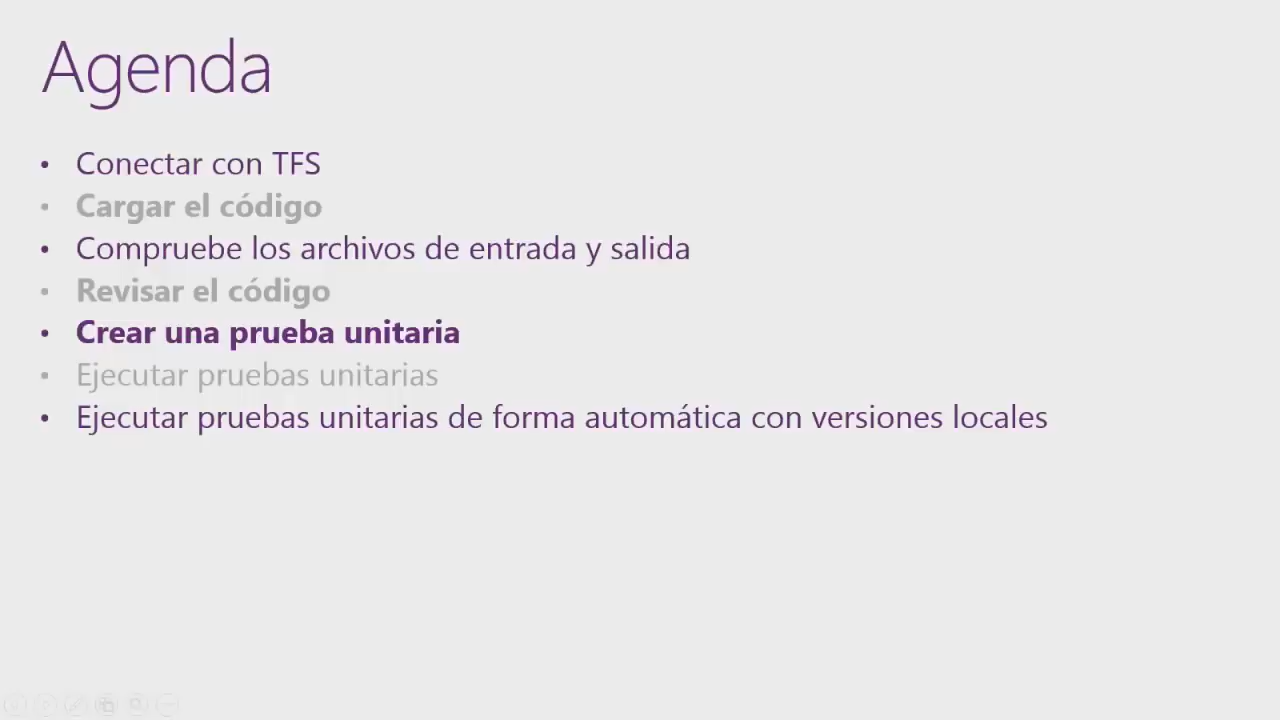 Agenda
• Conectar con TFS
• Cargar el código
• Compruebe los archivos de entrada y salida
• Revisar el código
• Crear una prueba unitaria
• Ejecutar pruebas unitarias
• Ejecutar pruebas unitarias de forma automática con versiones locales